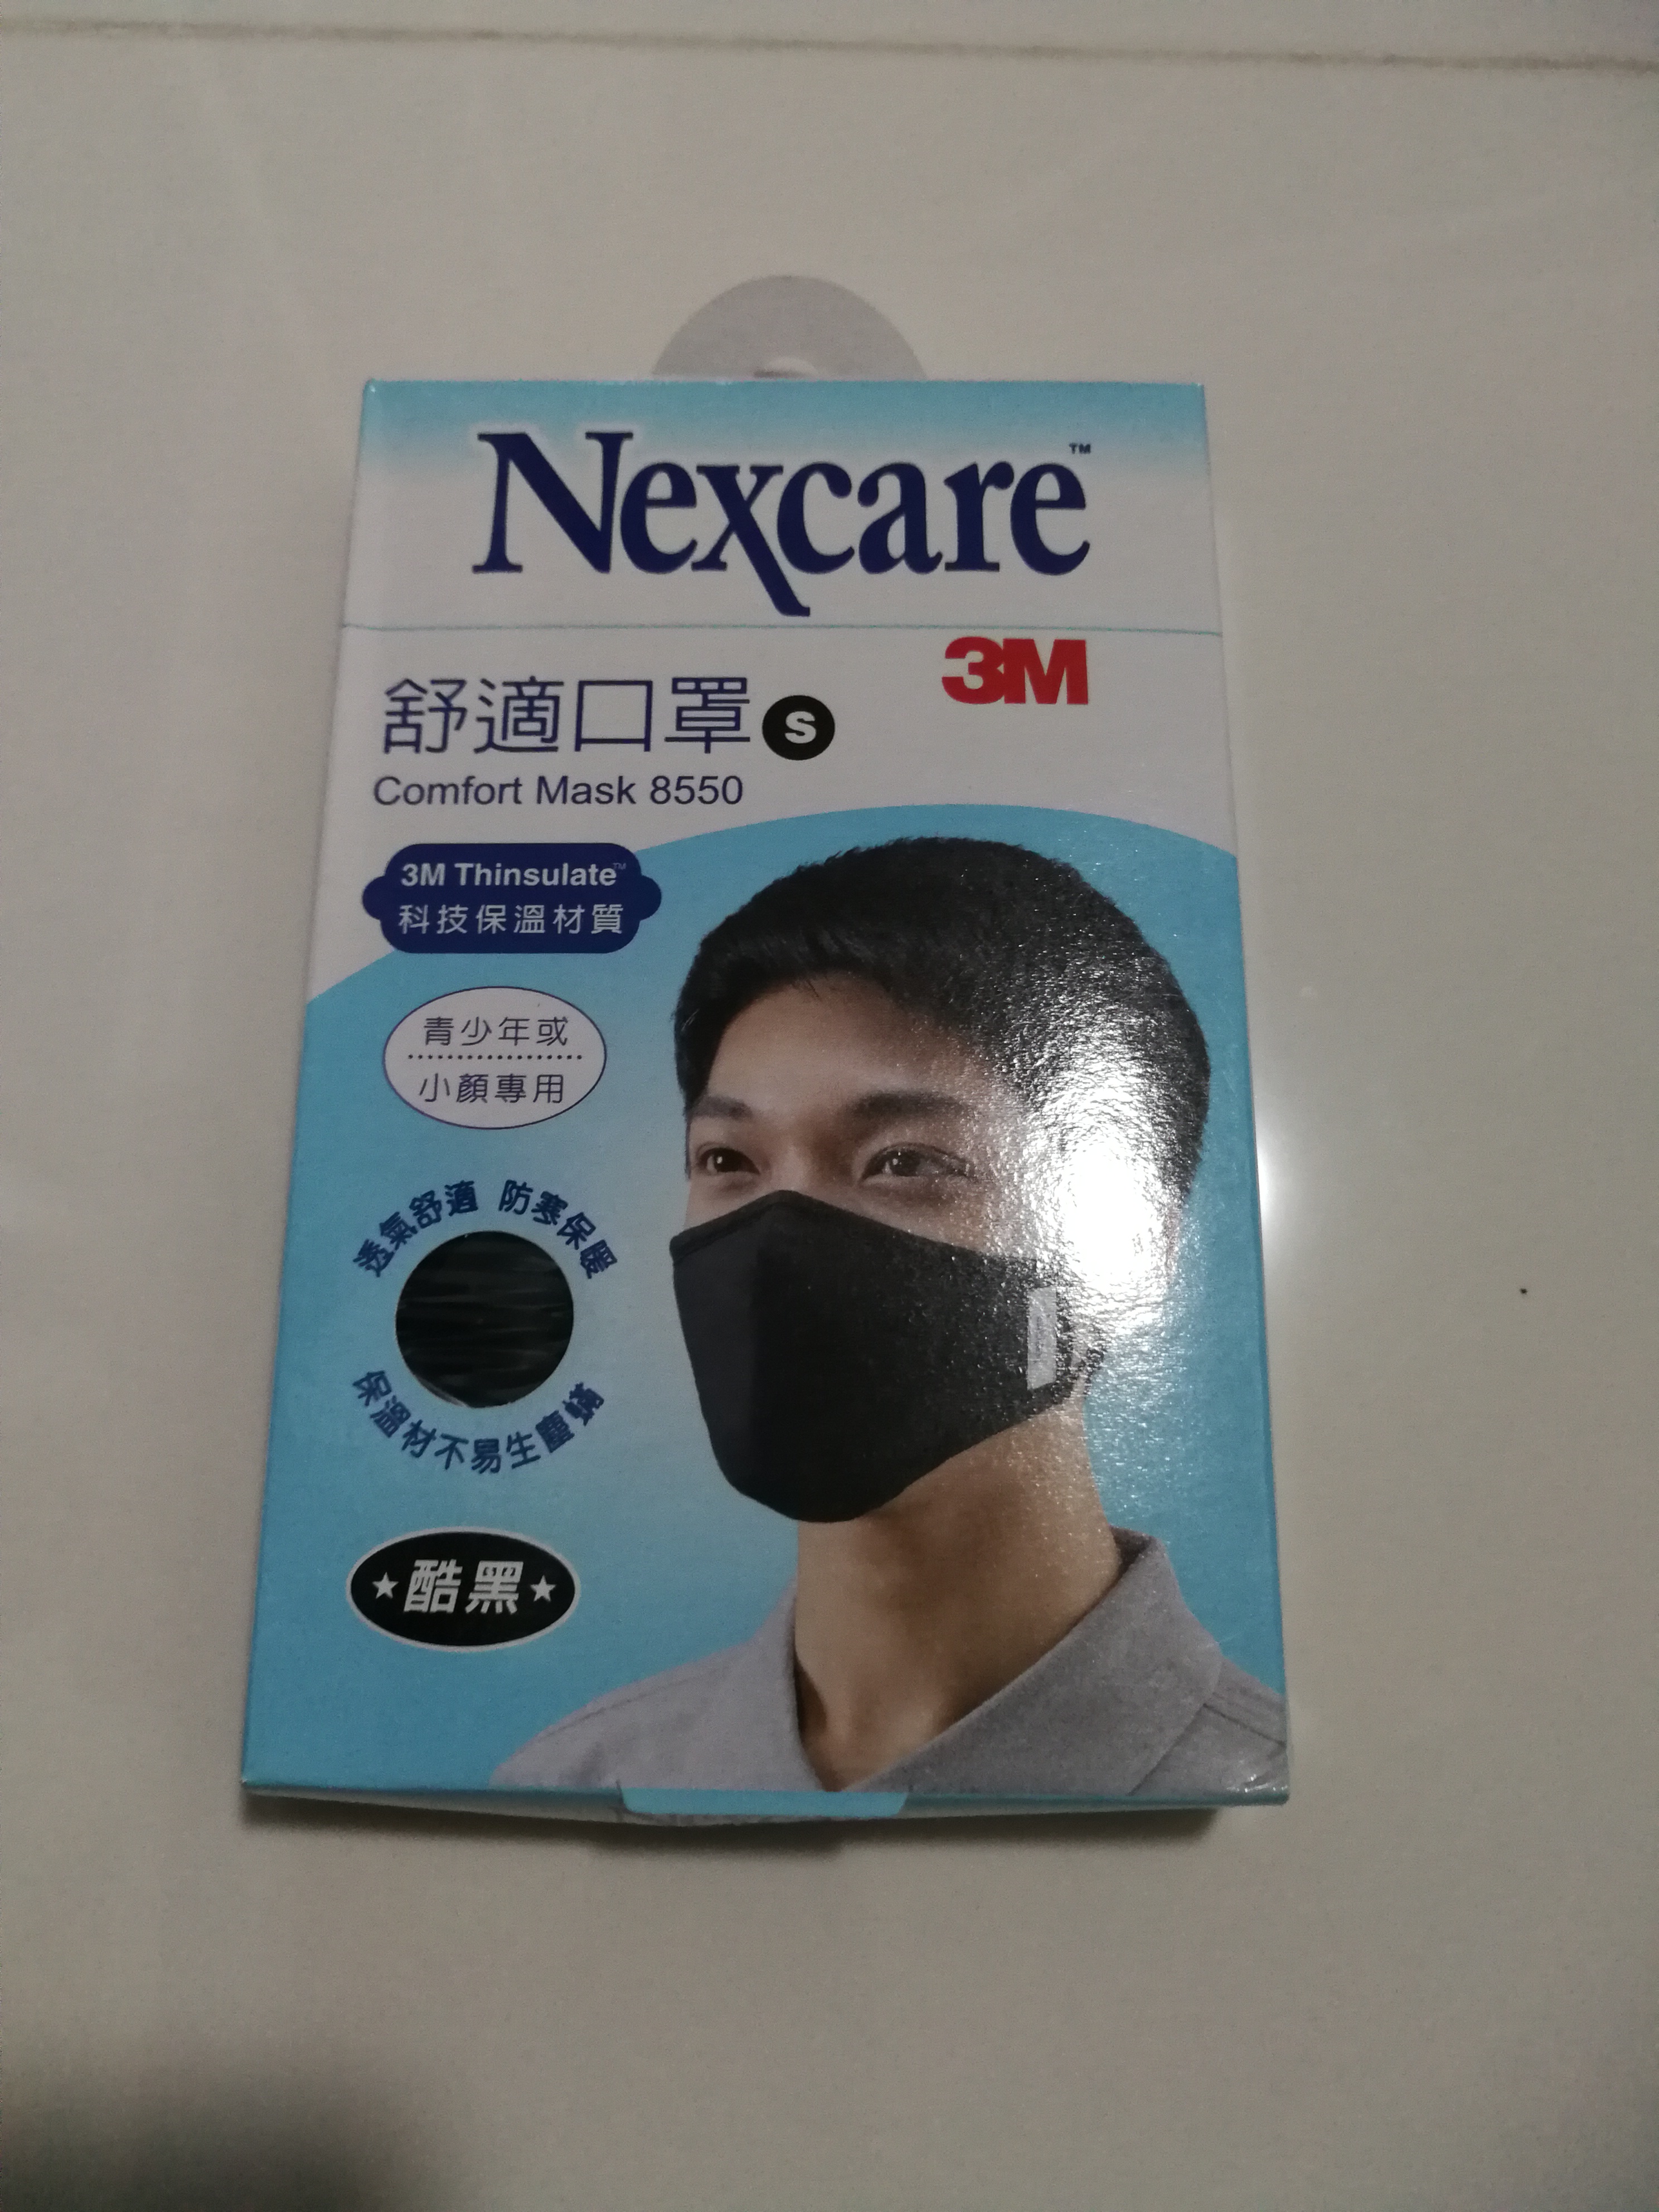 Nexcare™
3M
舒適口罩 S
Comfort Mask 8550
3M Thinsulate™
科技保溫材質
青少年或
小顏專用
透氣舒適 防寒保暖
保溫材不易生塵蟎
★酷黑★